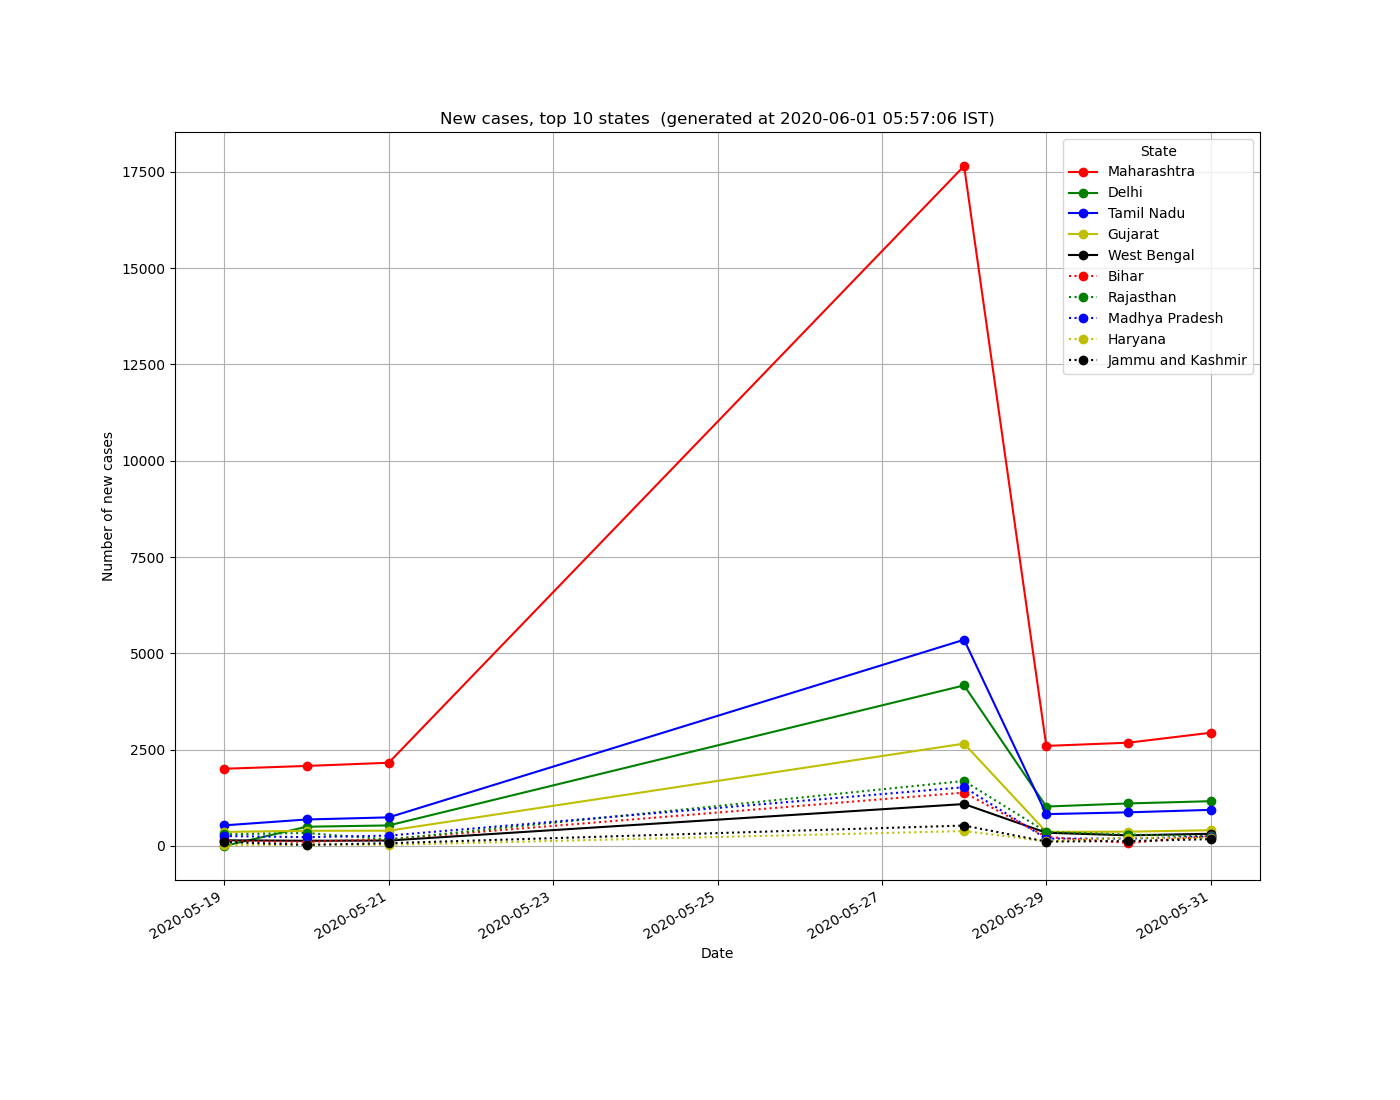 New cases, top 10 states  (generated at 2020-06-01 05:57:06 IST)
State
Maharashtra
Delhi
Tamil Nadu
Gujarat
West Bengal
Bihar
Rajasthan
Madhya Pradesh
Haryana
Jammu and Kashmir
Number of new cases
17500
15000
12500
10000
7500
5000
2500
0
2020-05-19
2020-05-21
2020-05-23
2020-05-25
2020-05-27
2020-05-29
2020-05-31
Date